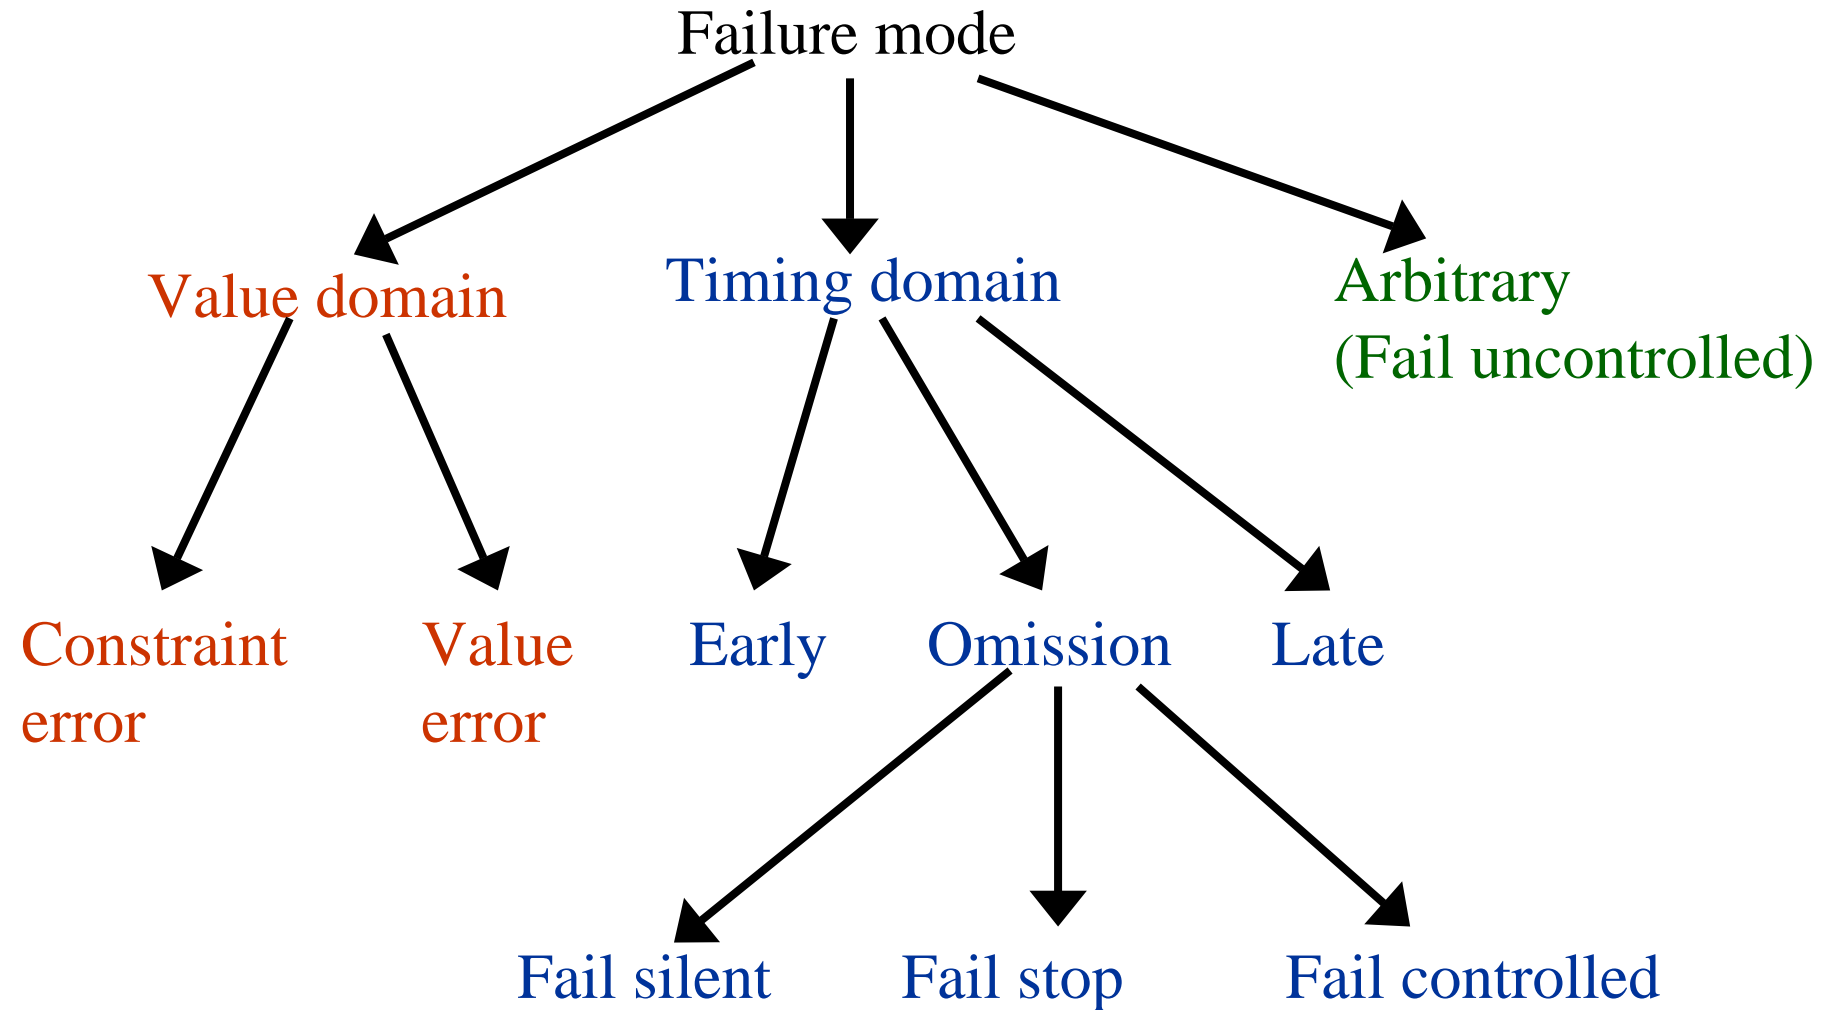 Failure mode
Value domain
Timing domain
Arbitrary
(Fail uncontrolled)
Constraint
error
Value
error
Early
Omission
Late
Fail silent
Fail stop
Fail controlled